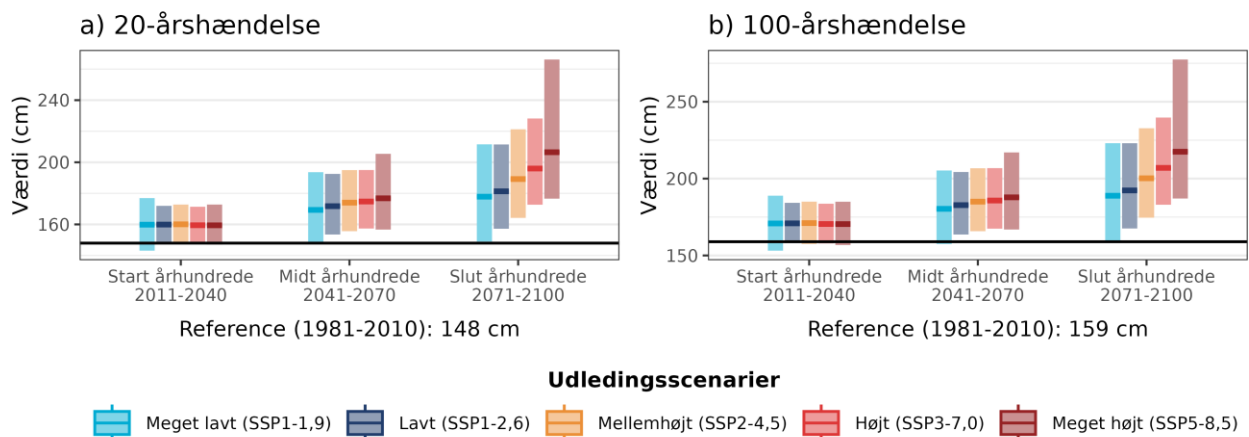 a) 20-årshændelse
Værdi (cm)
240
200
160
Start århundrede
2011-2040
Midt århundrede
2041-2070
Slut århundrede
2071-2100
Reference (1981-2010): 148 cm
b) 100-årshændelse
Værdi (cm)
250
200
150
Start århundrede
2011-2040
Midt århundrede
2041-2070
Slut århundrede
2071-2100
Reference (1981-2010): 159 cm
Udledingsscenarier
Meget lavt (SSP1-1,9)
Lavt (SSP1-2,6)
Mellemhøjt (SSP2-4,5)
Højt (SSP3-7,0)
Meget højt (SSP5-8,5)